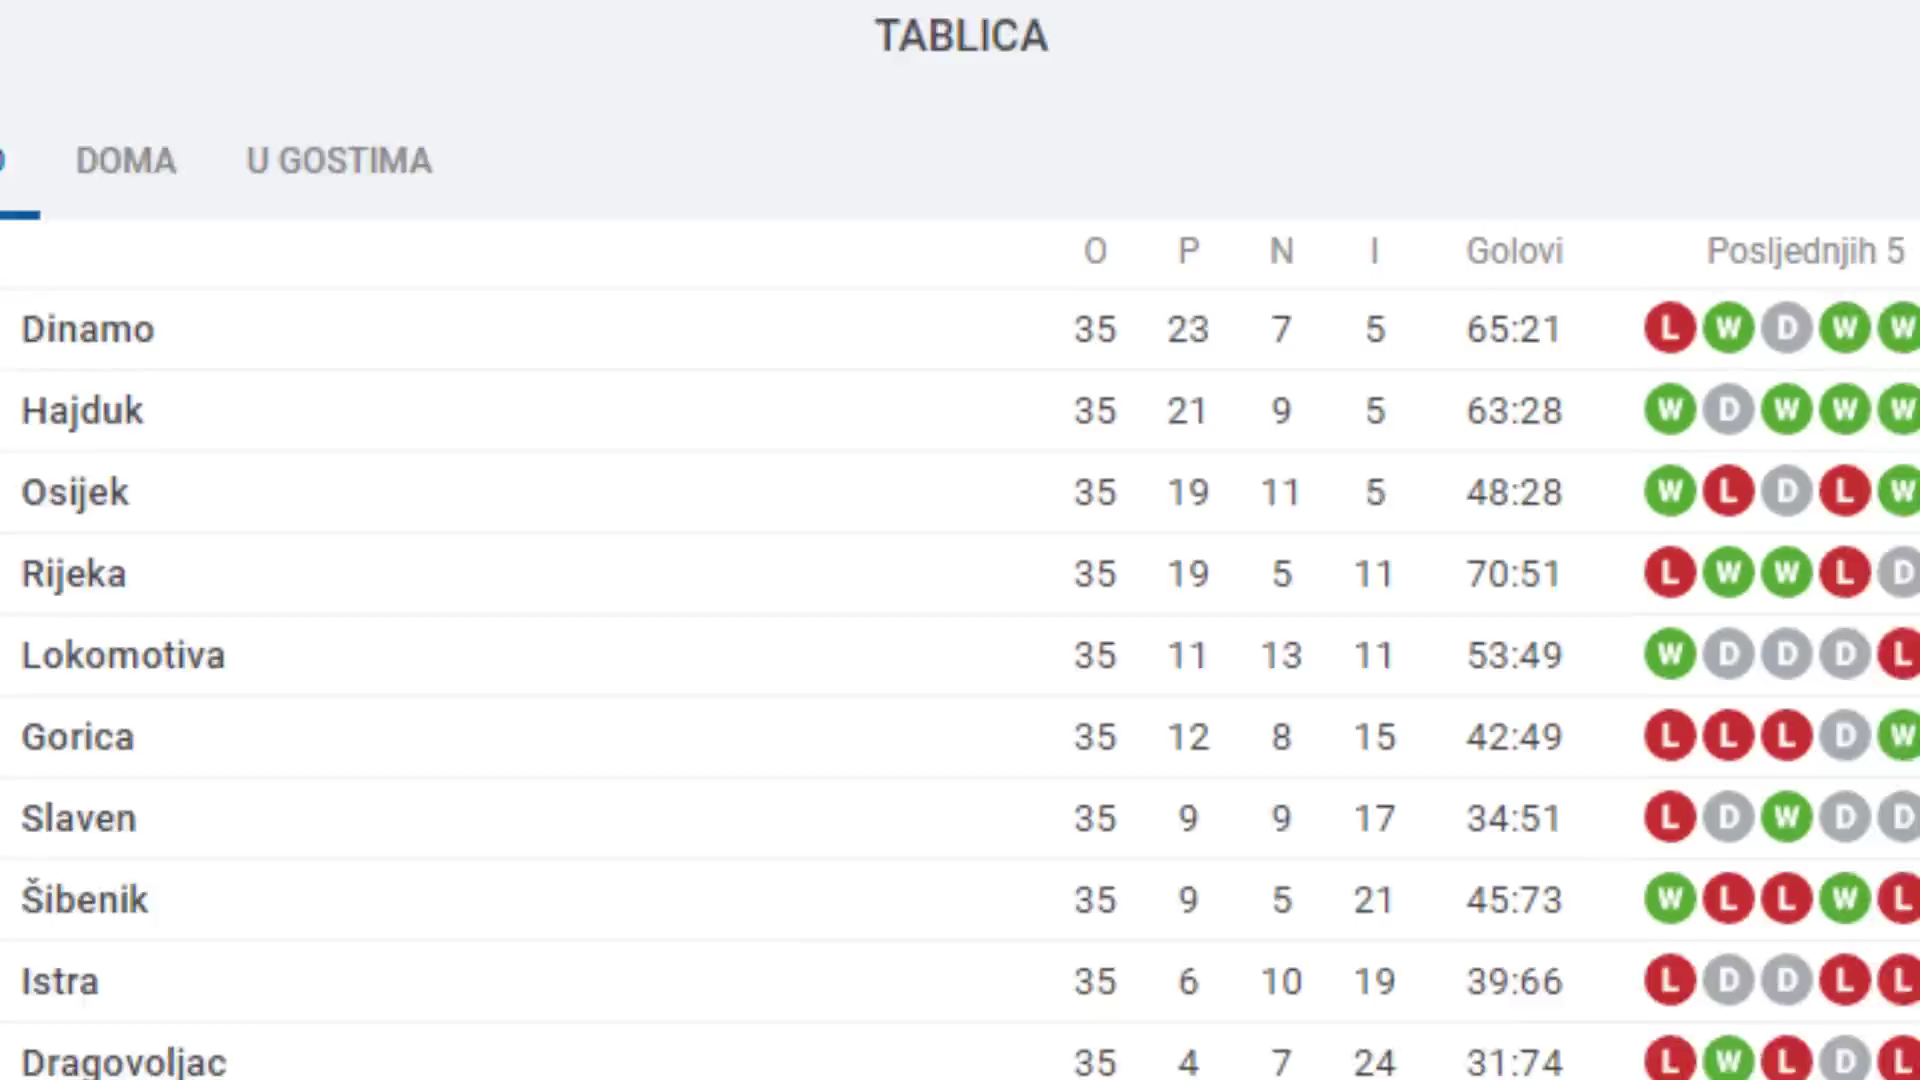 TABLICA
DOMA U GOSTIMA
O P N I Golovi Posljednjih 5
Dinamo 35 23 7 5 65:21 L W D W W
Hajduk 35 21 9 5 63:28 W D W W W
Osijek 35 19 11 5 48:28 W L D L W
Rijeka 35 19 5 11 70:51 L W W L D
Lokomotiva 35 11 13 11 53:49 W D D D L
Gorica 35 12 8 15 42:49 L L L D W
Slaven 35 9 9 17 34:51 L D W D D
Šibenik 35 9 5 21 45:73 W L L W L
Istra 35 6 10 19 39:66 L D D L L
Dragovoljac 35 4 7 24 31:74 L W L D L